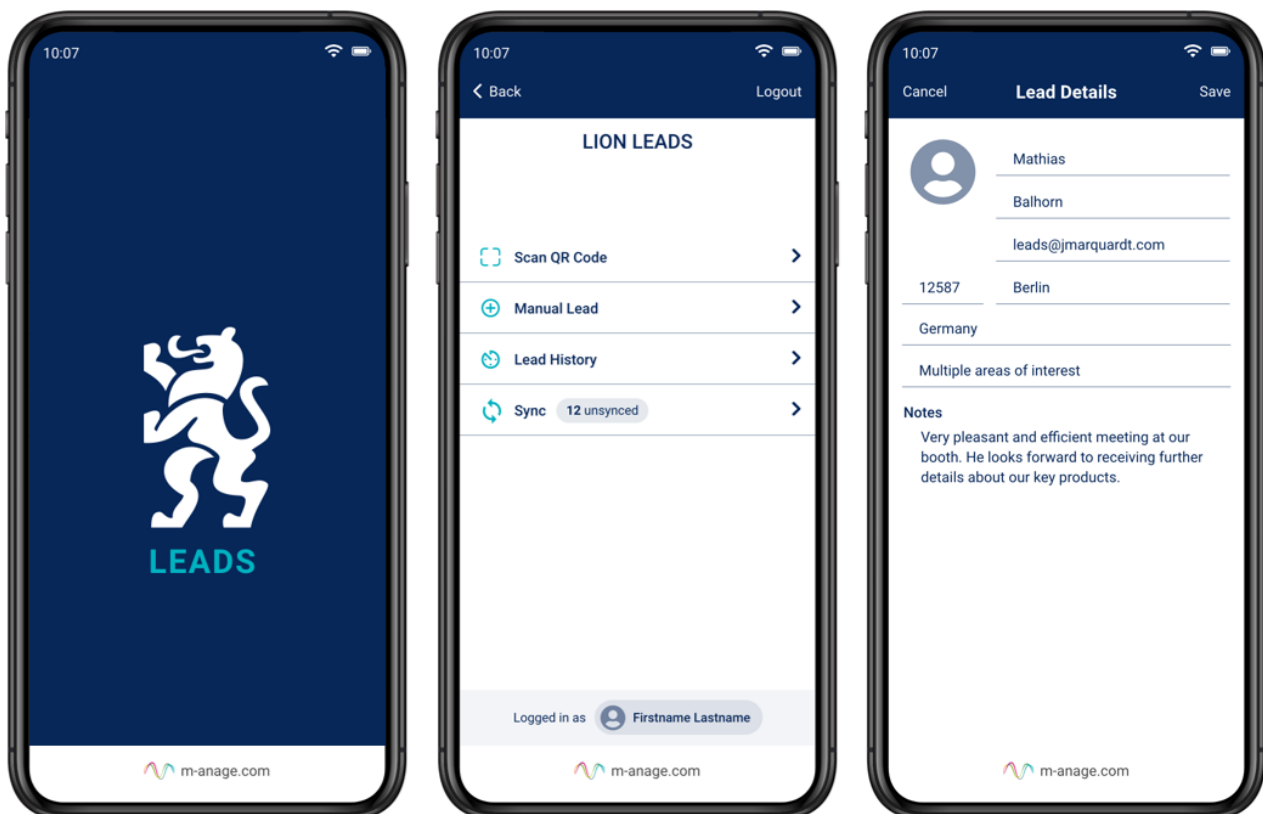 10:07
LEADS
m-anage.com
10:07
Back
Logout
LION LEADS
Scan QR Code
Manual Lead
Lead History
Sync 12 unsynced
Logged in as Firstname Lastname
m-anage.com
10:07
Cancel Lead Details Save
Mathias
Balhorn
leads@jmarquardt.com
12587 Berlin
Germany
Multiple areas of interest
Notes
Very pleasant and efficient meeting at our
booth. He looks forward to receiving further
details about our key products.
m-anage.com